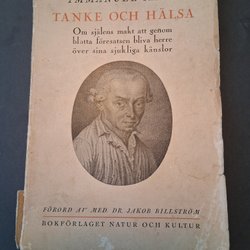 IMMANUEL
TANKE OCH HÄLSA
Om själens makt att genom
blotta föresatsen bliva herre
över sina sjukliga känslor
FÖRORD AV MED. DR. JAKOB BILLSTRÖM
BOKFÖRLAGET NATUR OCH KULTUR